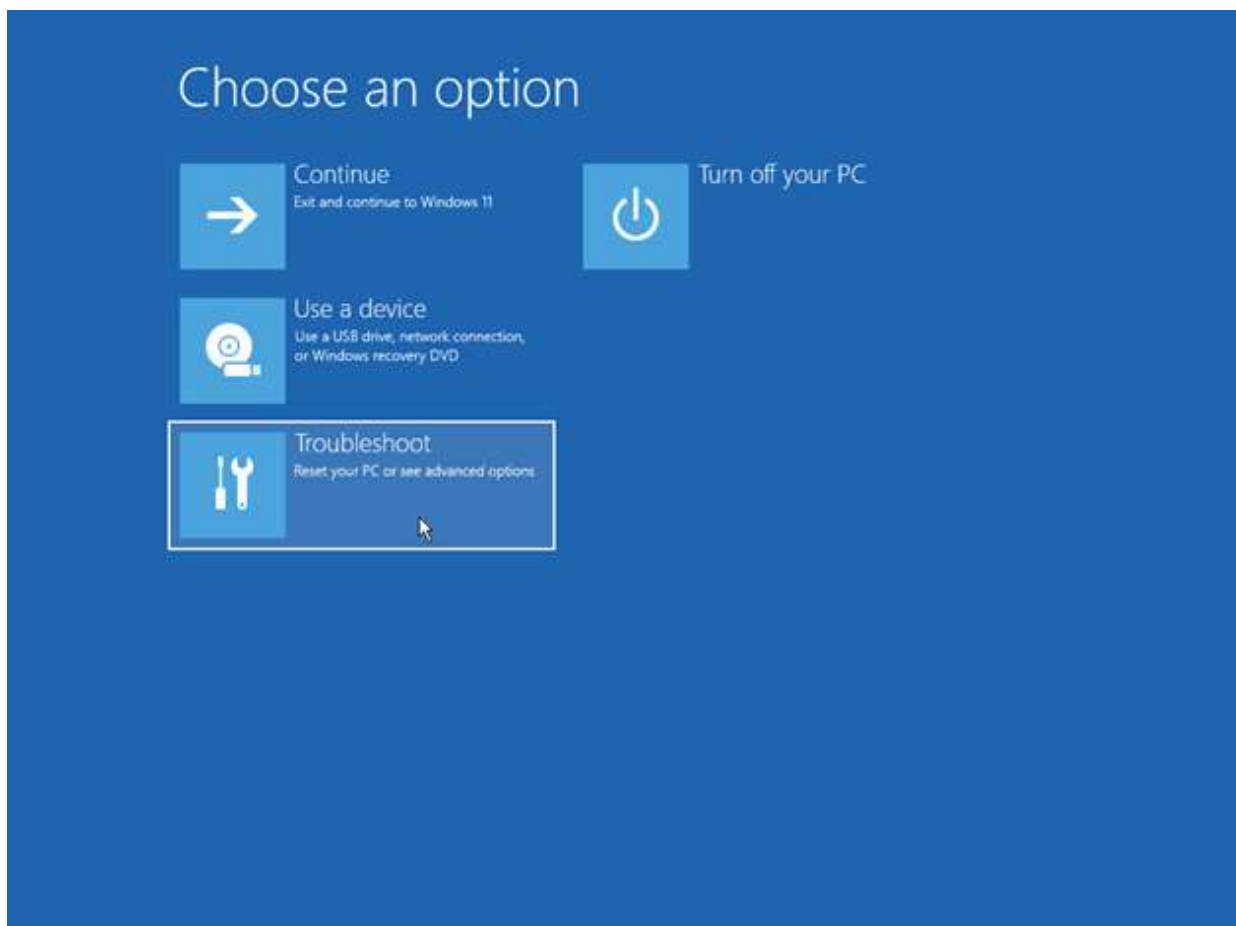 Choose an option
Continue
Exit and continue to Windows 11
Turn off your PC
Use a device
Use a USB drive, network connection,
or Windows recovery DVD
Troubleshoot
Reset your PC or see advanced options